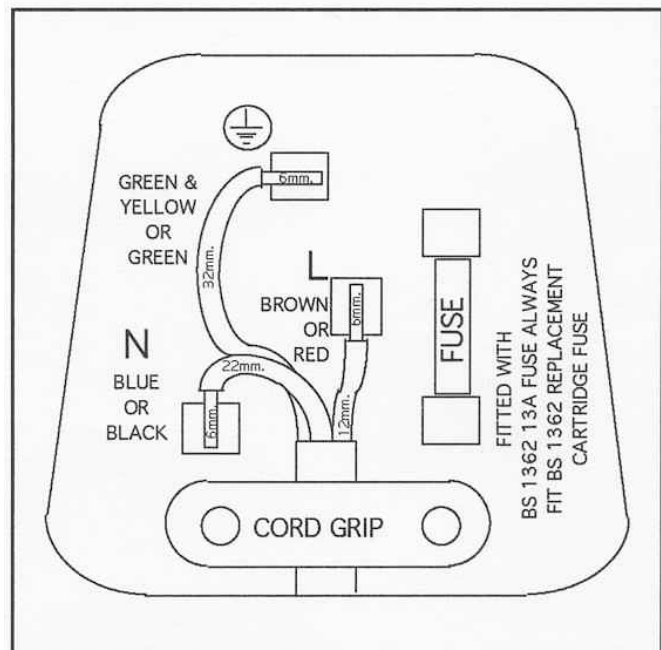 GREEN &
YELLOW
OR
GREEN
6mm.
32mm.
L
BROWN
OR
RED
6mm.
N
BLUE
OR
BLACK
22mm.
6mm.
12mm.
FUSE
FITTED WITH
BS 1362 13A FUSE ALWAYS
FIT BS 1362 REPLACEMENT
CARTRIDGE FUSE
CORD GRIP